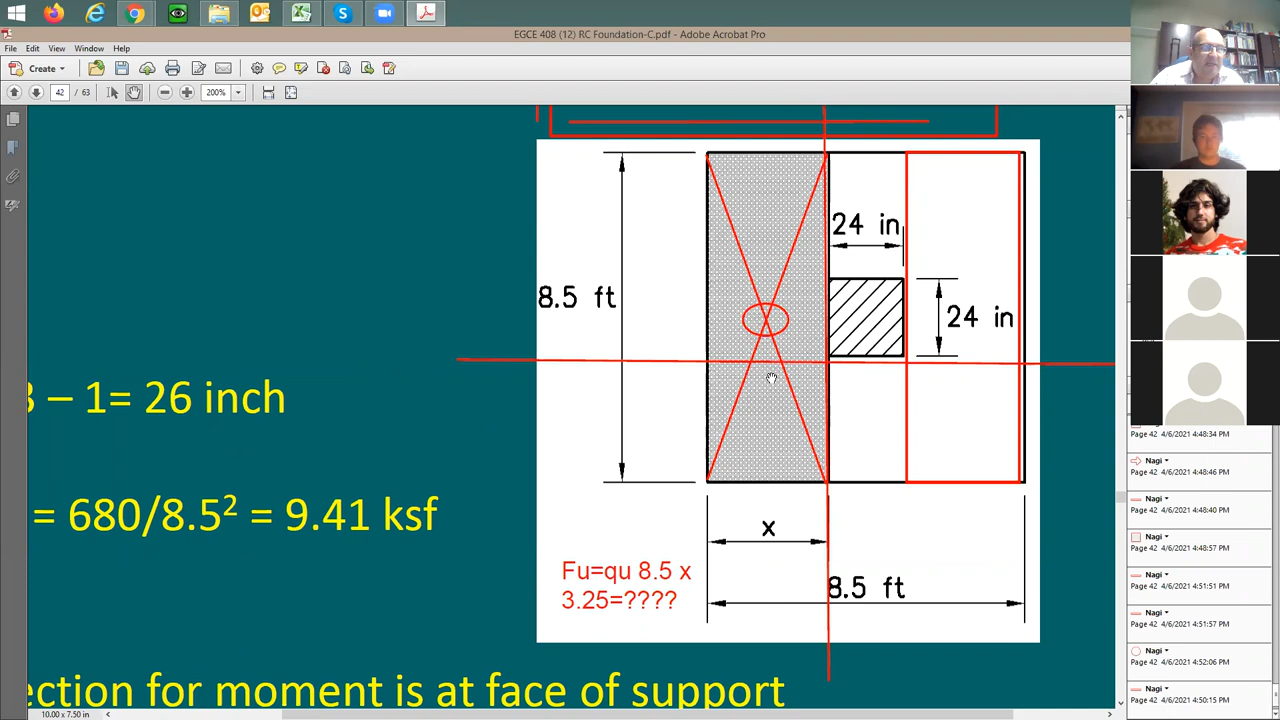 EGCE 408 (12) RC Foundation-C.pdf - Adobe Acrobat Pro
File Edit View Window Help
Create
42 / 63 200%
24 in
8.5 ft
24 in
– 1= 26 inch
= 680/8.5² = 9.41 ksf
x
Fu=qu 8.5 x
3.25=????
8.5 ft
ection for moment is at face of support
10.00 x 7.50 in
Page 42 4/6/2021 4:48:34 PM
Nagi
Page 42 4/6/2021 4:48:46 PM
Nagi
Page 42 4/6/2021 4:48:40 PM
Nagi
Page 42 4/6/2021 4:48:57 PM
Nagi
Page 42 4/6/2021 4:51:51 PM
Nagi
Page 42 4/6/2021 4:51:57 PM
Nagi
Page 42 4/6/2021 4:52:06 PM
Nagi
Page 42 4/6/2021 4:50:15 PM